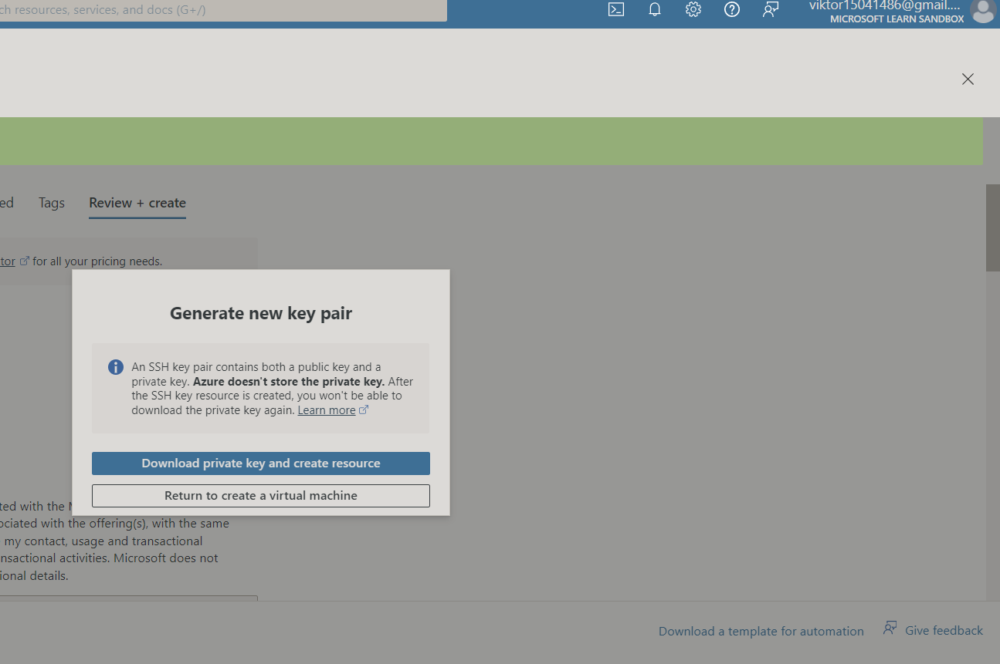 ch resources, services, and docs (G+/)
viktor15041486@gmail....
MICROSOFT LEARN SANDBOX
ed Tags Review + create
tor for all your pricing needs.
Generate new key pair
An SSH key pair contains both a public key and a
private key. Azure doesn't store the private key. After
the SSH key resource is created, you won't be able to
download the private key again. Learn more
Download private key and create resource
Return to create a virtual machine
ted with the
ociated with the offering(s), with the same
my contact, usage and transactional
nsactional activities. Microsoft does not
ional details.
Download a template for automation Give feedback